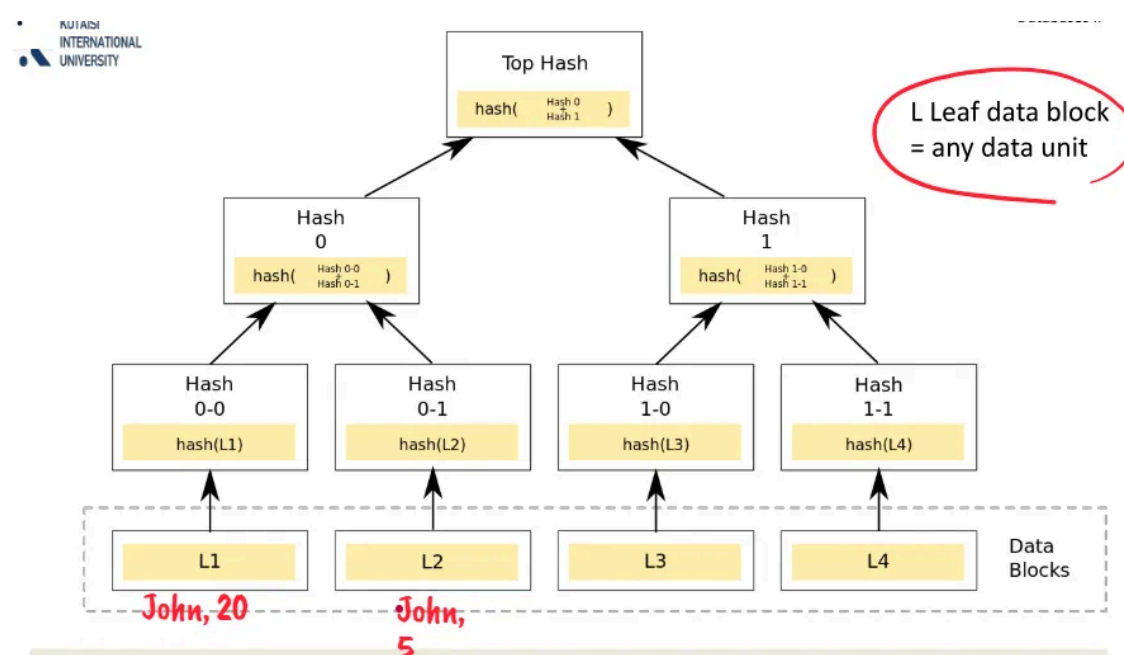 KUTAISI
INTERNATIONAL
UNIVERSITY
Top Hash
hash( Hash 0 + Hash 1 )
L Leaf data block
= any data unit
Hash
0
hash( Hash 0-0 + Hash 0-1 )
Hash
1
hash( Hash 1-0 + Hash 1-1 )
Hash
0-0
hash(L1)
Hash
0-1
hash(L2)
Hash
1-0
hash(L3)
Hash
1-1
hash(L4)
L1
L2
L3
L4
Data
Blocks
John, 20
John,
5